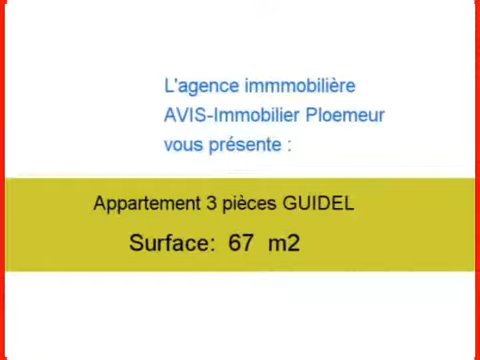 L'agence immmobilière
AVIS-Immobilier Ploemeur
vous présente :
Appartement 3 pièces GUIDEL
Surface: 67 m2